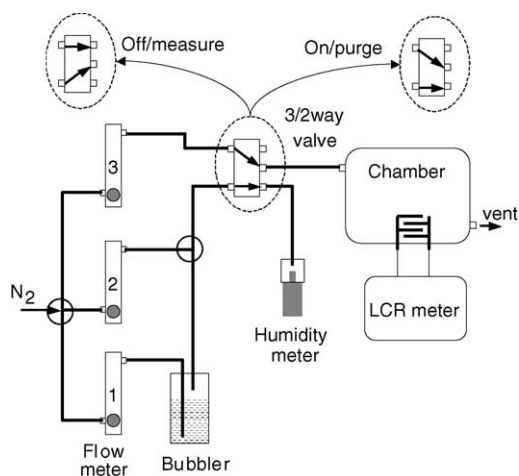 Off/measure
On/purge
3/2way
valve
3
Chamber
vent
2
N2
LCR meter
Humidity
meter
1
Flow
meter
Bubbler